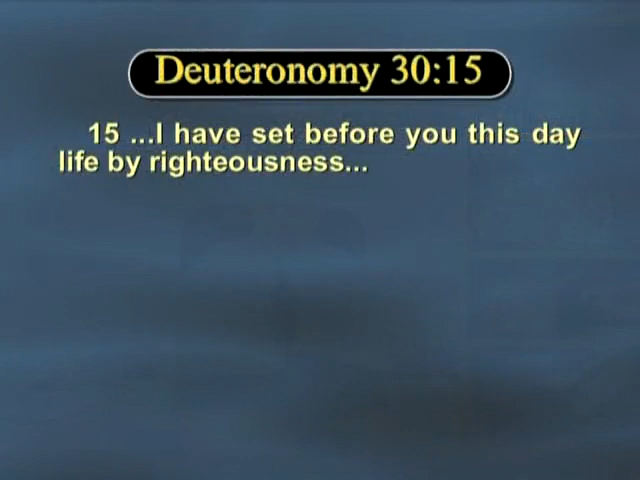 Deuteronomy 30:15
15 ...I have set before you this day
life by righteousness...